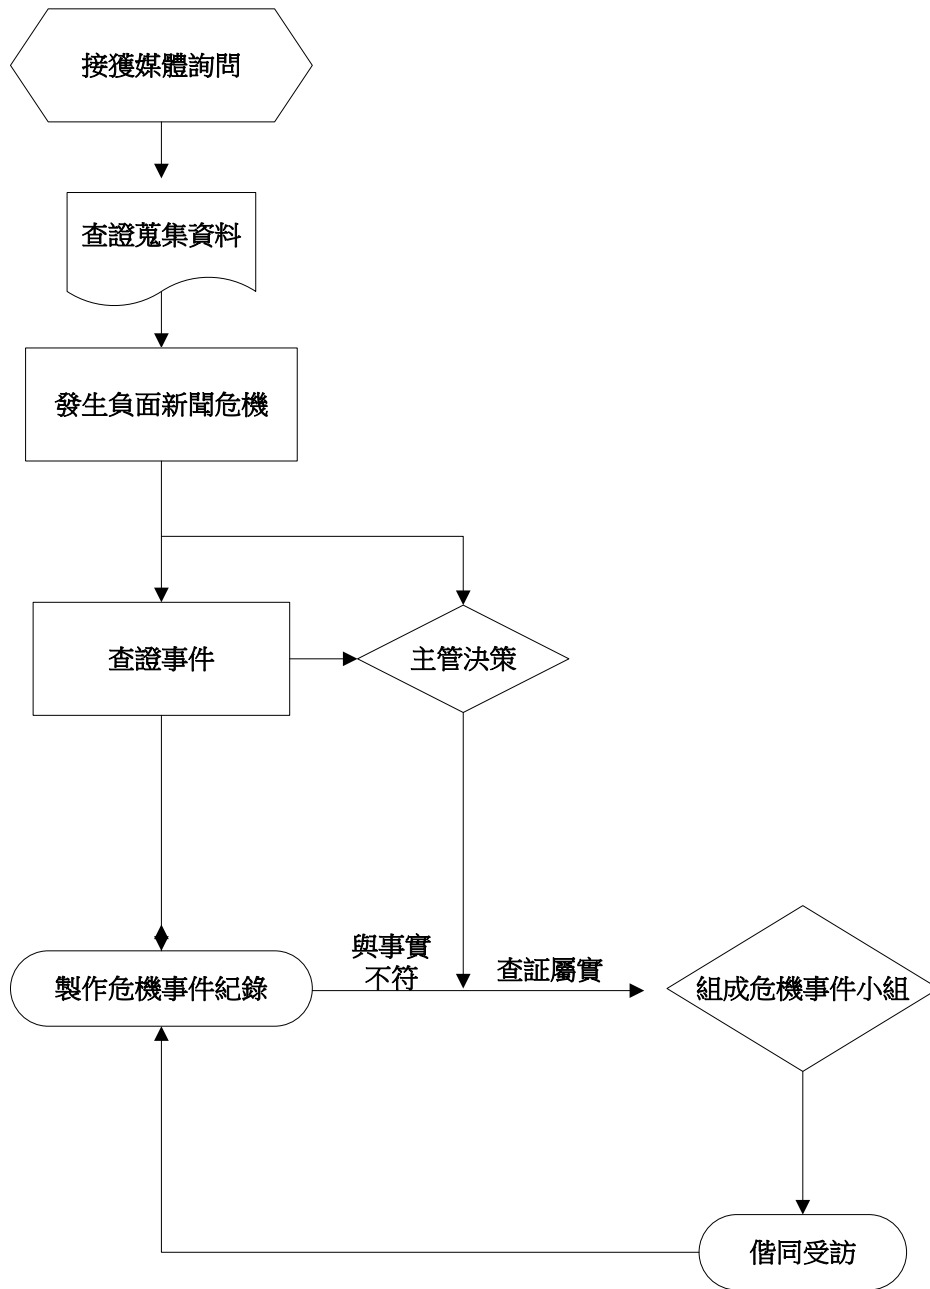 接獲媒體詢問
查證蒐集資料
發生負面新聞危機
查證事件
主管決策
與事實
不符
查証屬實
製作危機事件紀錄
組成危機事件小組
偕同受訪